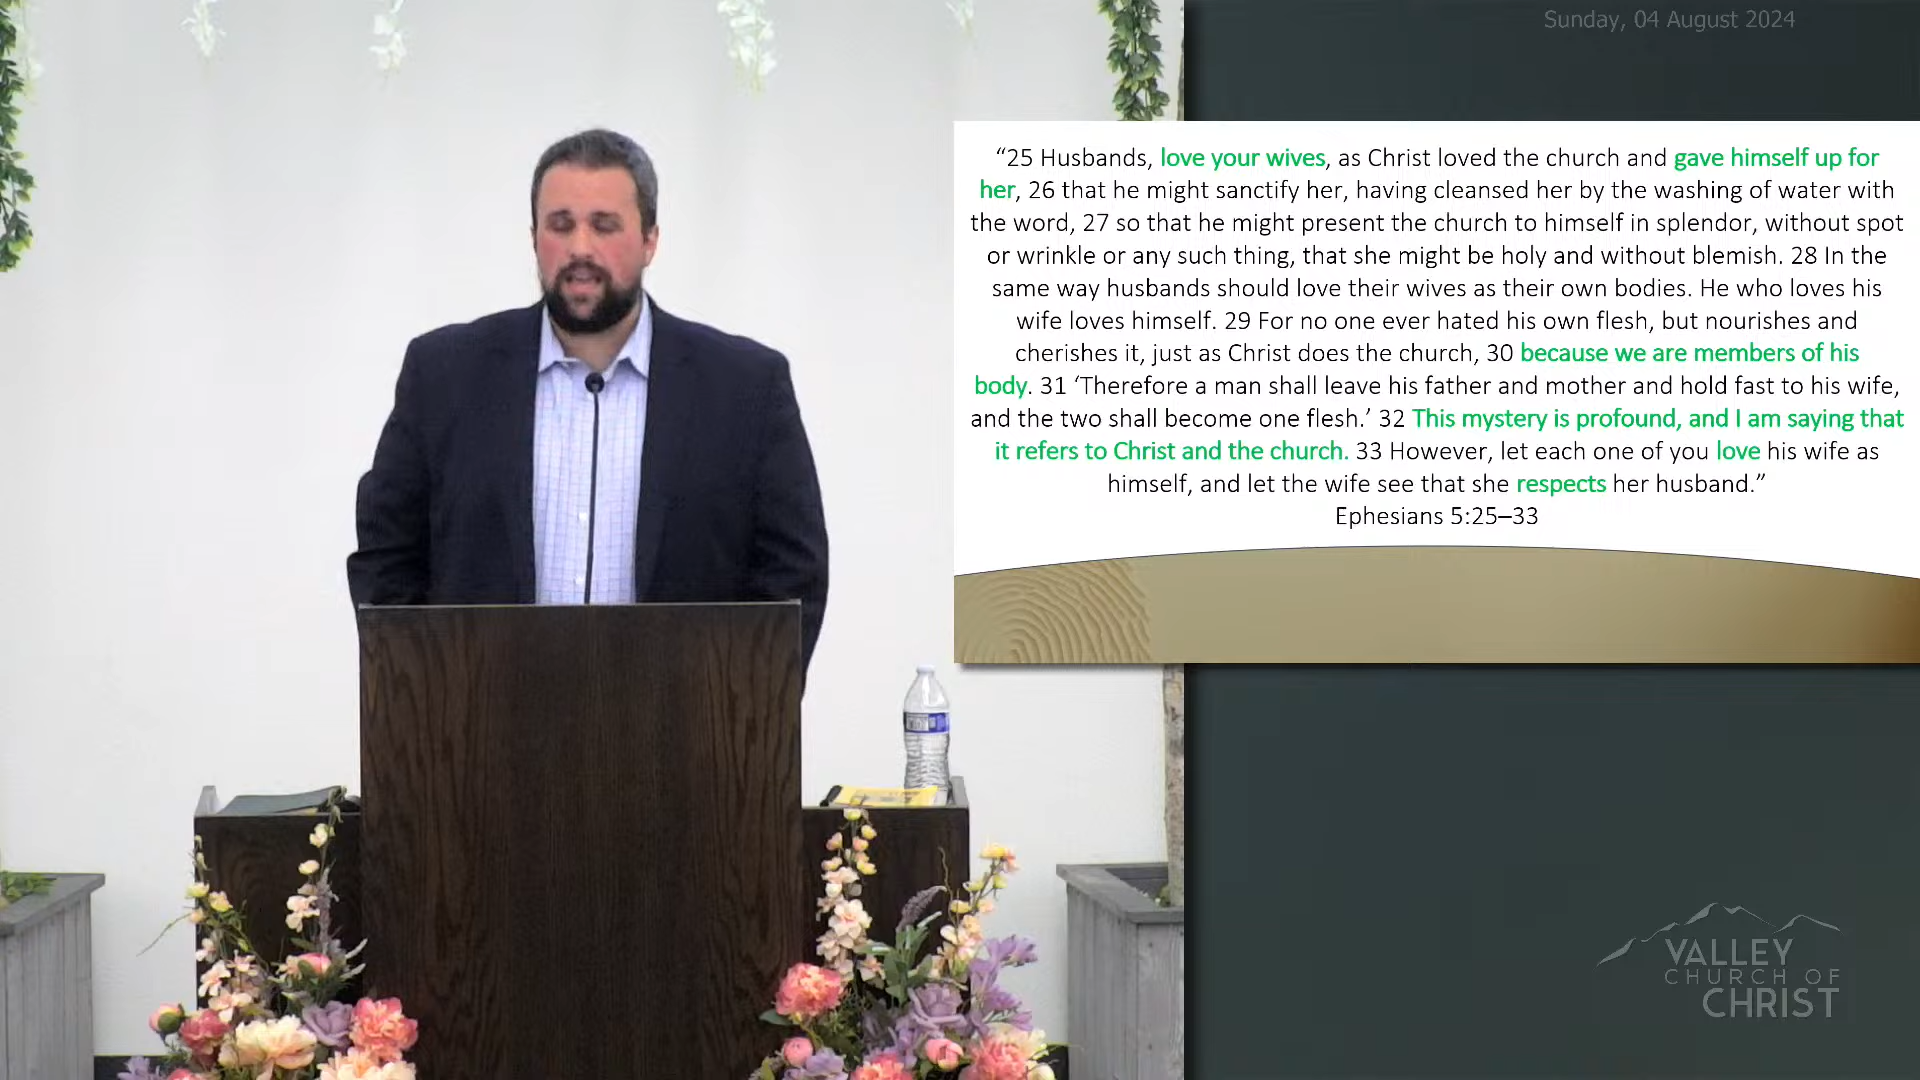 Sunday, 04 August 2024
“25 Husbands, love your wives, as Christ loved the church and gave himself up for
her, 26 that he might sanctify her, having cleansed her by the washing of water with
the word, 27 so that he might present the church to himself in splendor, without spot
or wrinkle or any such thing, that she might be holy and without blemish. 28 In the
same way husbands should love their wives as their own bodies. He who loves his
wife loves himself. 29 For no one ever hated his own flesh, but nourishes and
cherishes it, just as Christ does the church, 30 because we are members of his
body. 31 ‘Therefore a man shall leave his father and mother and hold fast to his wife,
and the two shall become one flesh.’ 32 This mystery is profound, and I am saying that
it refers to Christ and the church. 33 However, let each one of you love his wife as
himself, and let the wife see that she respects her husband.”
Ephesians 5:25–33
VALLEY
CHURCH OF
CHRIST